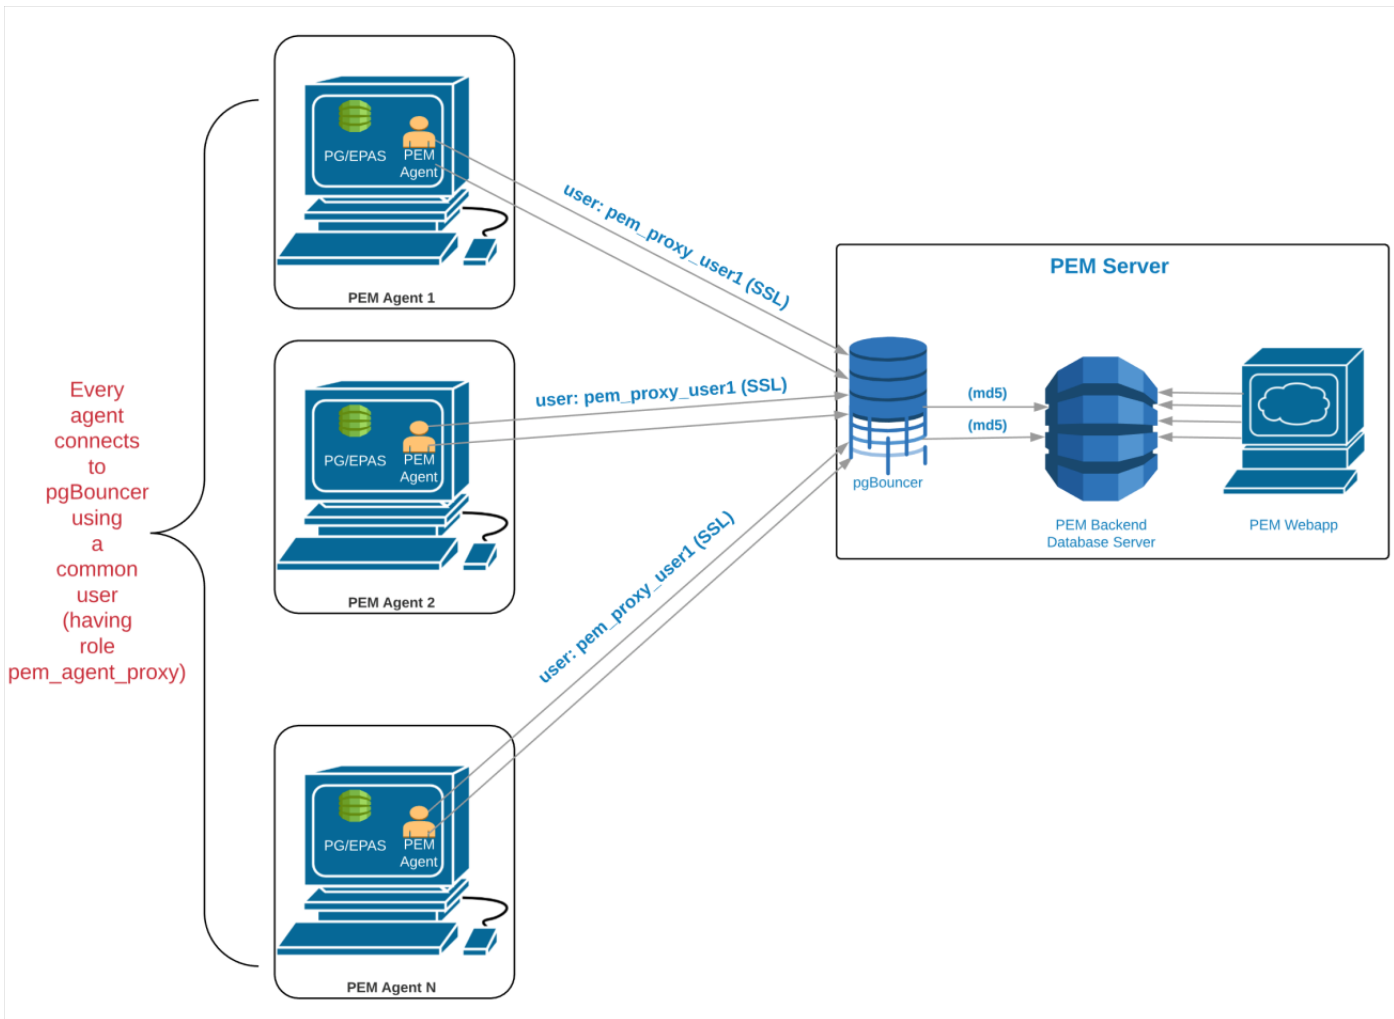 PG/EPAS
PEM
Agent
PEM Agent 1
user: pem_proxy_user1 (SSL)
PEM Server
Every
agent
connects
to
pgBouncer
using
a
common
user
(having
role
pem_agent_proxy)
PG/EPAS
PEM
Agent
PEM Agent 2
user: pem_proxy_user1 (SSL)
(md5)
(md5)
pgBouncer
PEM Backend
Database Server
PEM Webapp
user: pem_proxy_user1 (SSL)
PG/EPAS
PEM
Agent
PEM Agent N